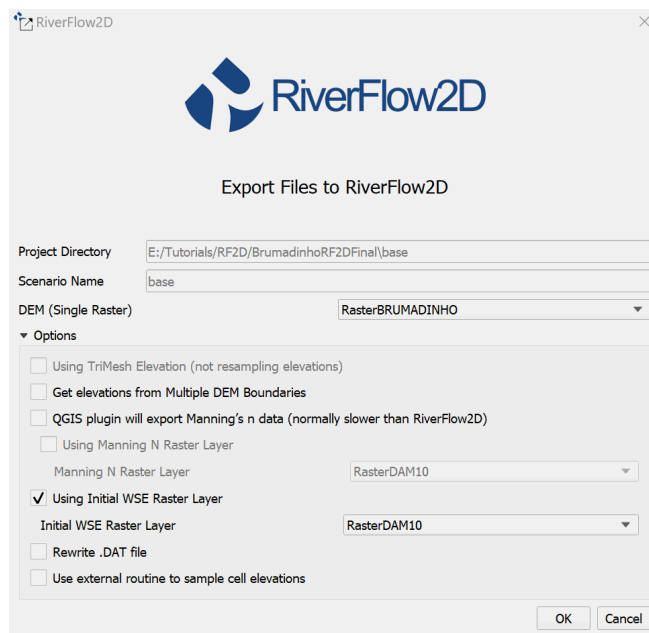 RiverFlow2D
RiverFlow2D
Export Files to RiverFlow2D
Project Directory E:/Tutorials/RF2D/BrumadinhoRF2DFinal\base
Scenario Name base
DEM (Single Raster) RasterBRUMADINHO
Options
Using TriMesh Elevation (not resampling elevations)
Get elevations from Multiple DEM Boundaries
QGIS plugin will export Manning's n data (normally slower than RiverFlow2D)
Using Manning N Raster Layer
Manning N Raster Layer RasterDAM10
Using Initial WSE Raster Layer
Initial WSE Raster Layer RasterDAM10
Rewrite .DAT file
Use external routine to sample cell elevations
OK Cancel